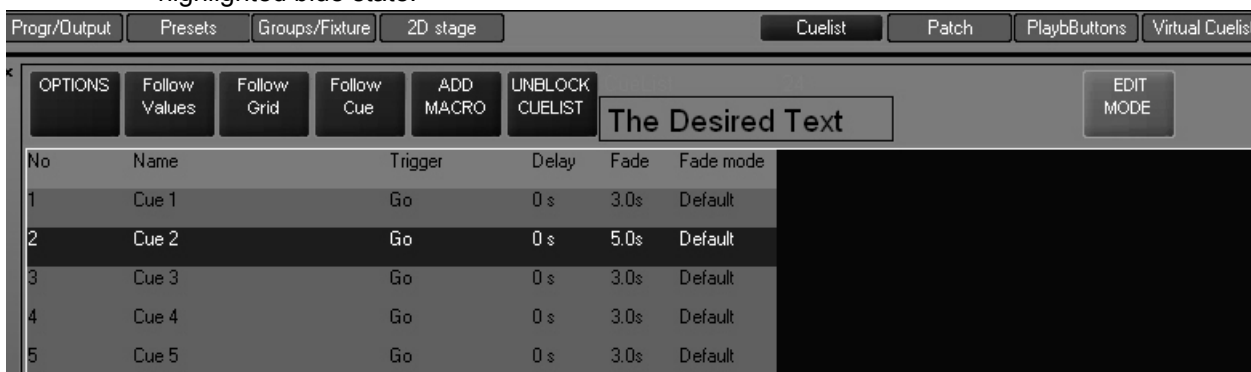 Progr/Output Presets Groups/Fixture 2D stage Cuelist Patch PlaybButtons Virtual Cuelis
OPTIONS Follow Values Follow Grid Follow Cue ADD MACRO UNBLOCK CUELIST The Desired Text EDIT MODE
No Name Trigger Delay Fade Fade mode
1 Cue 1 Go 0 s 3.0s Default
2 Cue 2 Go 0 s 5.0s Default
3 Cue 3 Go 0 s 3.0s Default
4 Cue 4 Go 0 s 3.0s Default
5 Cue 5 Go 0 s 3.0s Default